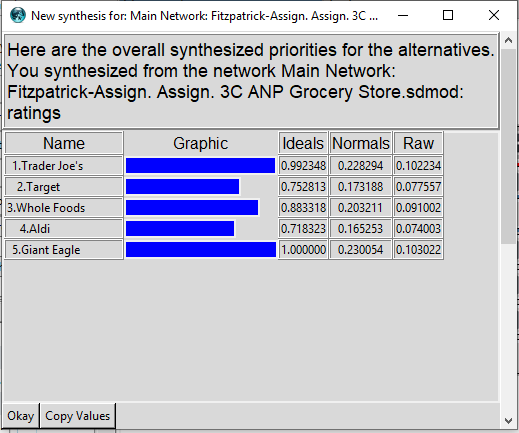 New synthesis for: Main Network: Fitzpatrick-Assign. Assign. 3C ...
Here are the overall synthesized priorities for the alternatives.
You synthesized from the network Main Network:
Fitzpatrick-Assign. Assign. 3C ANP Grocery Store.sdmod:
ratings
Name Graphic Ideals Normals Raw
1.Trader Joe's 0.992348 0.228294 0.102234
2.Target 0.752813 0.173188 0.077557
3.Whole Foods 0.883318 0.203211 0.091002
4.Aldi 0.718323 0.165253 0.074003
5.Giant Eagle 1.000000 0.230054 0.103022
Okay Copy Values